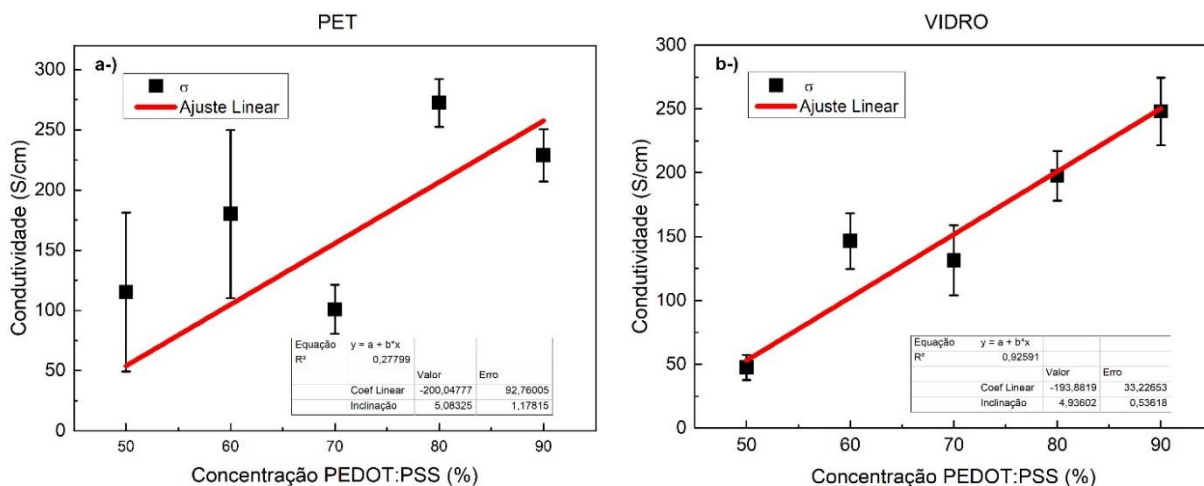 PET
a-)
σ
Ajuste Linear
Condutividade (S/cm)
300
250
200
150
100
50
0
Equação y = a + b*x
R² 0,27799
Valor Erro
Coef Linear -200,04777 92,76005
Inclinação 5,08325 1,17815
50 60 70 80 90
Concentração PEDOT:PSS (%)
VIDRO
b-)
σ
Ajuste Linear
Condutividade (S/cm)
300
250
200
150
100
50
0
Equação y = a + b*x
R² 0,92591
Valor Erro
Coef Linear -193,8819 33,22653
Inclinação 4,93602 0,53618
50 60 70 80 90
Concentração PEDOT:PSS (%)